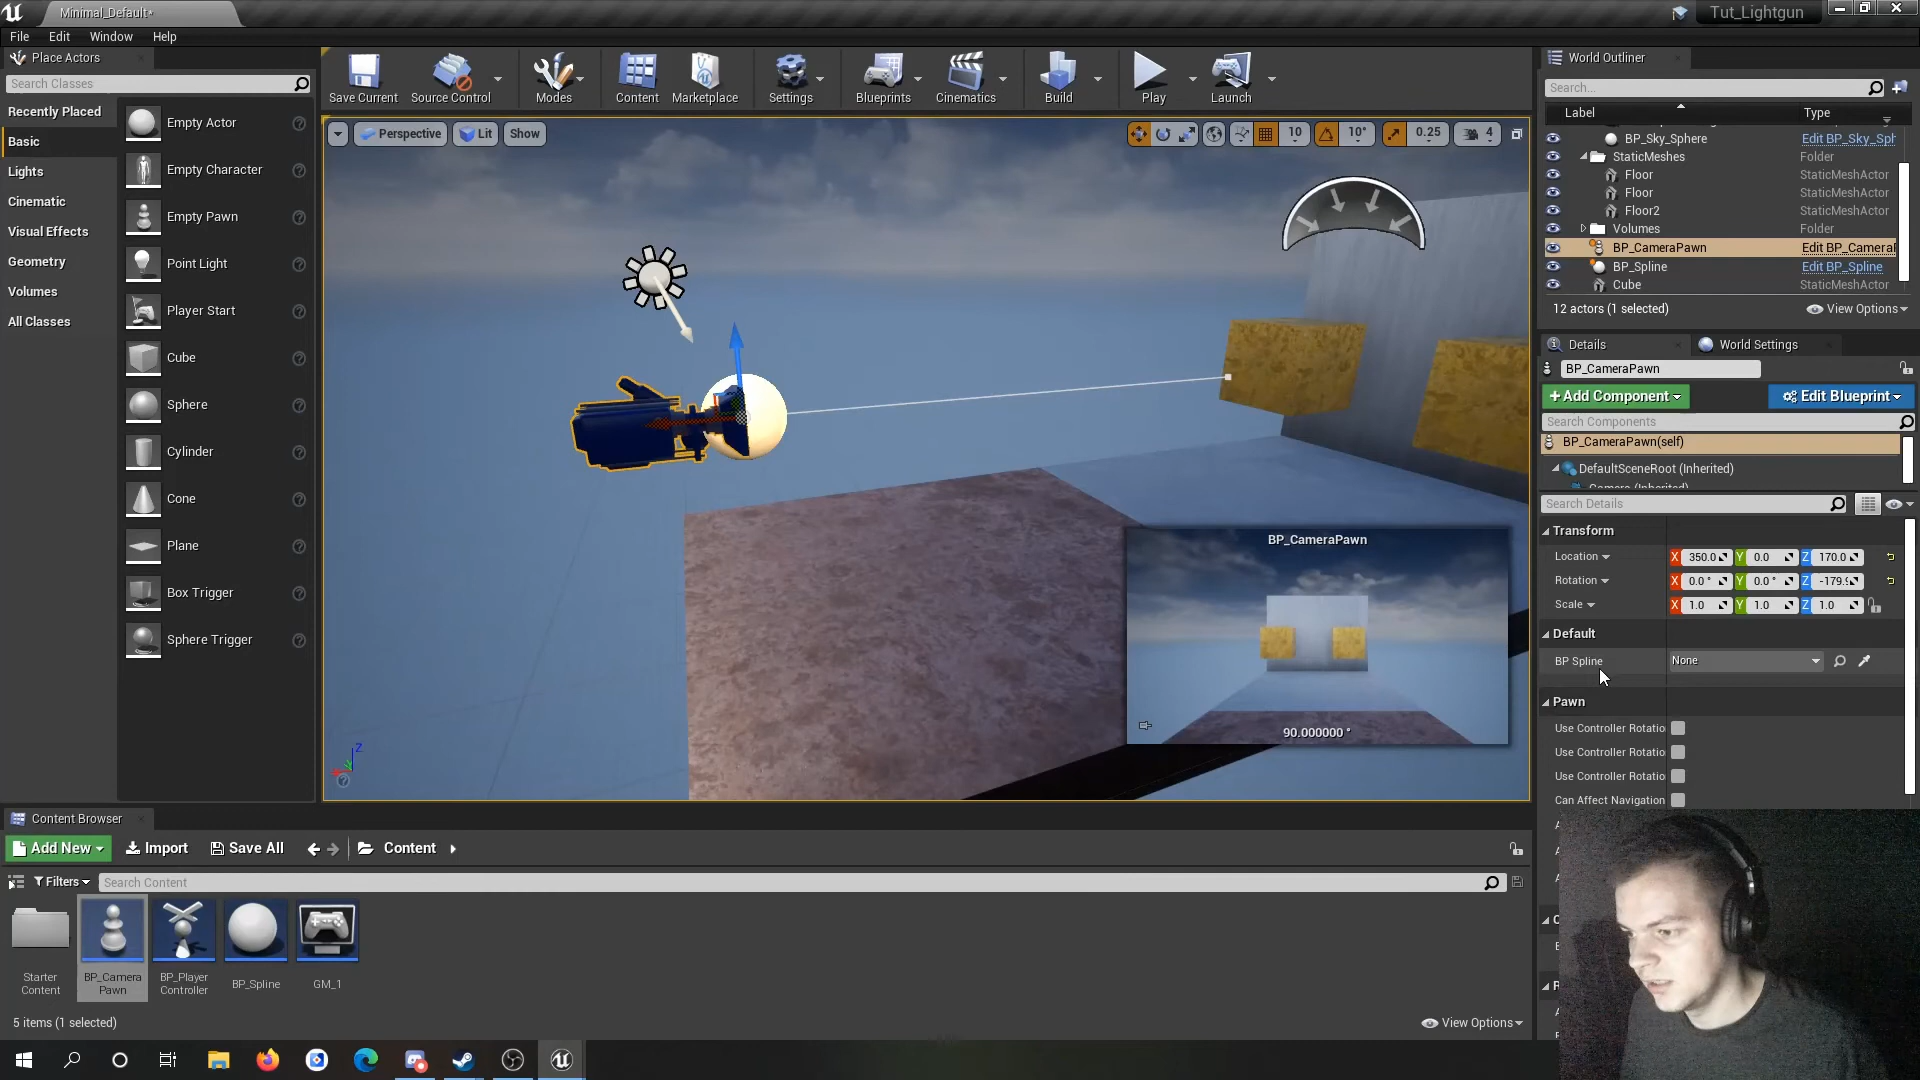 Minimal_Default*
Tut_Lightgun
File
Edit
Window
Help
Place Actors
Search Classes
Recently Placed
Basic
Lights
Cinematic
Visual Effects
Geometry
Volumes
All Classes
Empty Actor
Empty Character
Empty Pawn
Point Light
Player Start
Cube
Sphere
Cylinder
Cone
Plane
Box Trigger
Sphere Trigger
Save Current
Source Control
Modes
Content
Marketplace
Settings
Blueprints
Cinematics
Build
Play
Launch
Perspective
Lit
Show
10
10°
0.25
4
BP_CameraPawn
90.000000 °
Z
World Outliner
Search...
Label
Type
BP_Sky_Sphere
Edit BP_Sky_Sph
StaticMeshes
Folder
Floor
StaticMeshActor
Floor
StaticMeshActor
Floor2
StaticMeshActor
Volumes
Folder
BP_CameraPawn
Edit BP_Camera
BP_Spline
Edit BP_Spline
Cube
StaticMeshActor
12 actors (1 selected)
View Options
Details
World Settings
BP_CameraPawn
+Add Component
Edit Blueprint
Search Components
BP_CameraPawn(self)
DefaultSceneRoot (Inherited)
Camera (Inherited)
Search Details
Transform
Location
X 350.0 Y 0.0 Z 170.0
Rotation
X 0.0 ° Y 0.0 ° Z -179.9
Scale
X 1.0 Y 1.0 Z 1.0
Default
BP Spline
None
Pawn
Use Controller Rotatio
Use Controller Rotatio
Use Controller Rotatio
Can Affect Navigation
Content Browser
Add New
Import
Save All
Content
Filters
Search Content
Starter Content
BP_Camera Pawn
BP_Player Controller
BP_Spline
GM_1
5 items (1 selected)
View Options